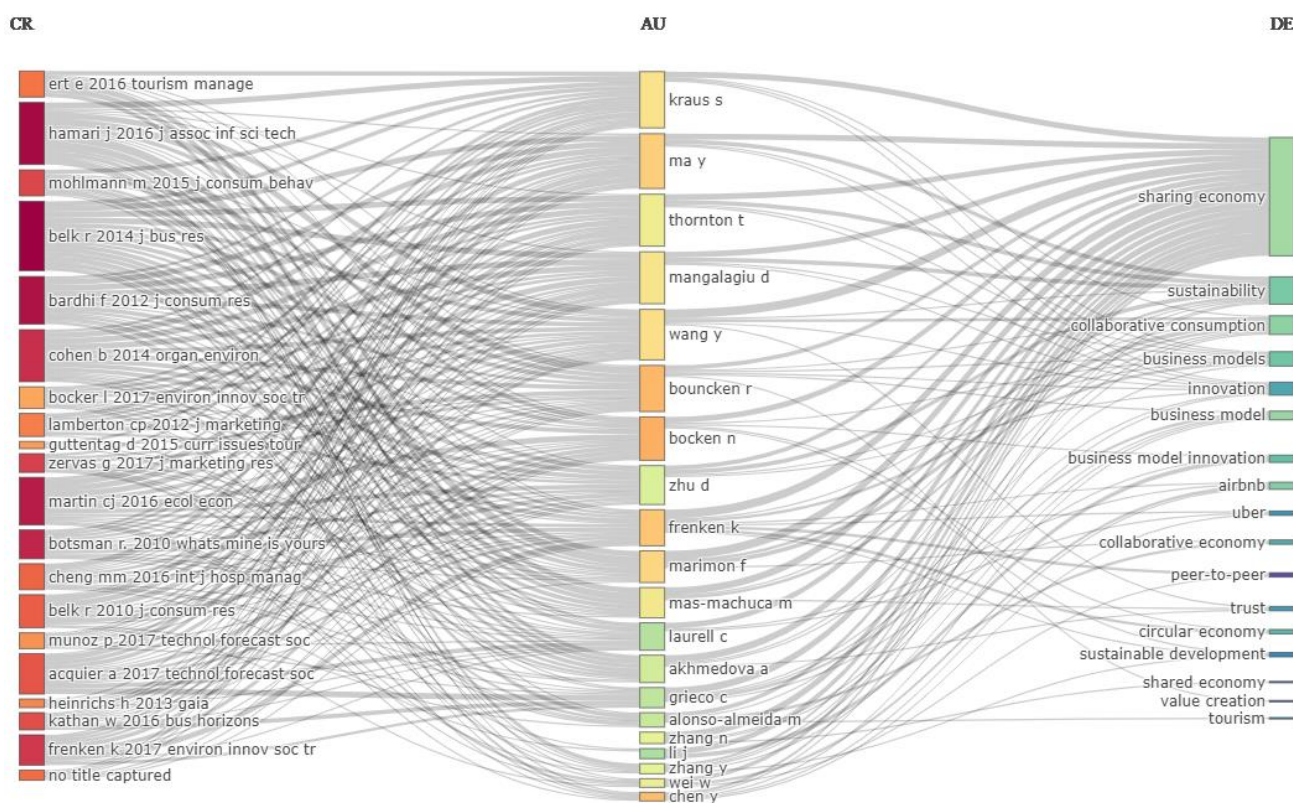 CR
AU
DE
ert e 2016 tourism manage
hamari j 2016 j assoc inf sci tech
mohlmann m 2015 j consum behav
belk r 2014 j bus res
bardhi f 2012 j consum res
cohen b 2014 organ environ
bocker l 2017 environ innov soc tr
lamberton cp 2012 j marketing
guttentag d 2015 curr issues tour
zervas g 2017 j marketing res
martin cj 2016 ecol econ
botsman r. 2010 whats mine is yours
cheng mm 2016 int j hosp manag
belk r 2010 j consum res
munoz p 2017 technol forecast soc
acquier a 2017 technol forecast soc
heinrichs h 2013 gaia
kathan w 2016 bus horizons
frenken k 2017 environ innov soc tr
no title captured
kraus s
ma y
thornton t
mangalagiu d
wang y
bouncken r
bocken n
zhu d
frenken k
marimon f
mas-machuca m
laurell c
akhmedova a
grieco c
alonso-almeida m
zhang n
li j
zhang y
wei w
chen y
sharing economy
sustainability
collaborative consumption
business models
innovation
business model
business model innovation
airbnb
uber
collaborative economy
peer-to-peer
trust
circular economy
sustainable development
shared economy
value creation
tourism